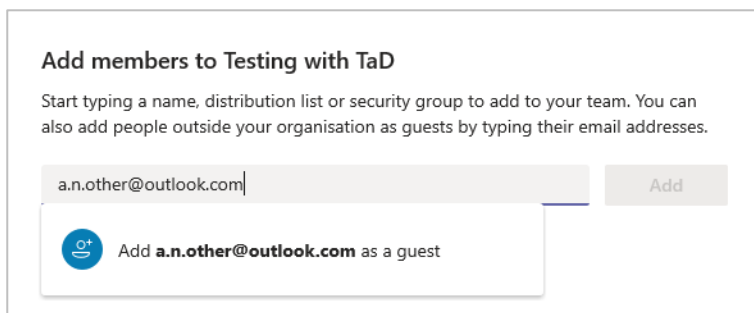 Add members to Testing with TaD
Start typing a name, distribution list or security group to add to your team. You can
also add people outside your organisation as guests by typing their email addresses.
a.n.other@outlook.com
Add
Add a.n.other@outlook.com as a guest